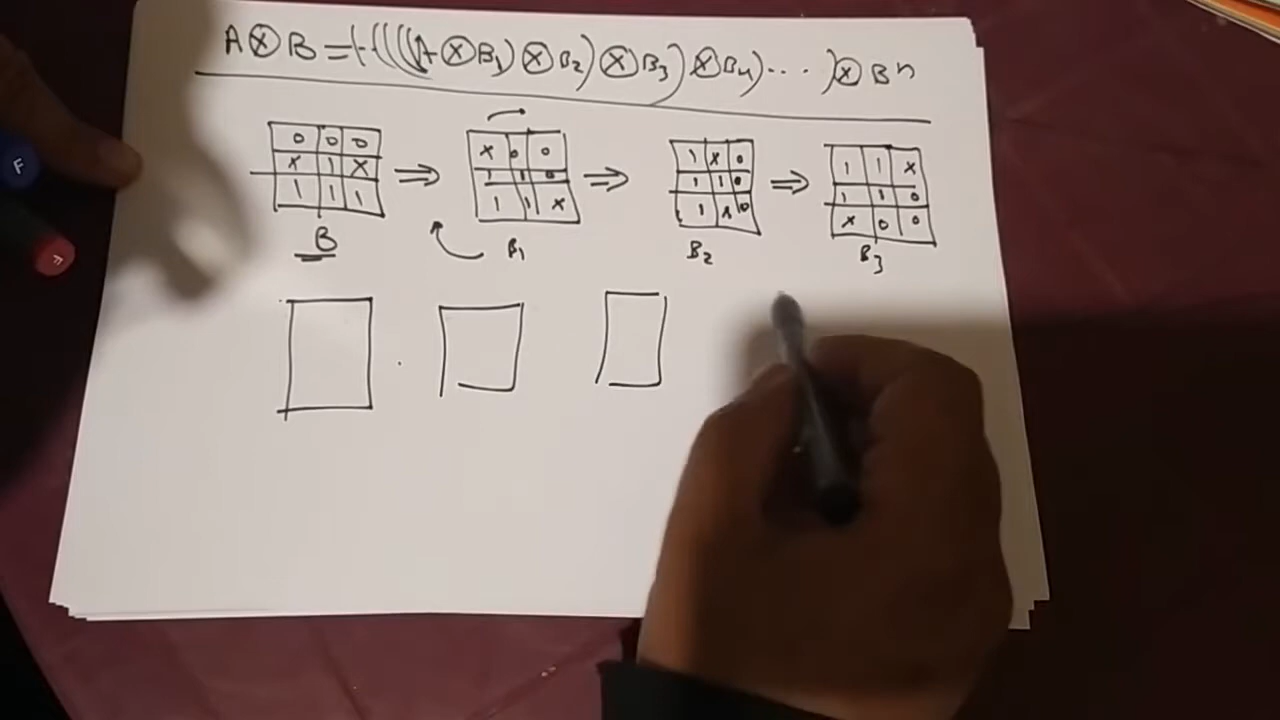 A⊗B=(-((((A⊗B₁)⊗B₂)⊗B₃)⊗B₄)...)⊗Bⁿ
0 0 0 ⇒ x 0 0 ⇒ 1 x 0 ⇒ 1 1 x
x 1 x 1 1 0 1 1 0 1 1 0
1 1 1 1 1 x 1 x 0 x 0 0
B B₁ B₂ B₃
F
F